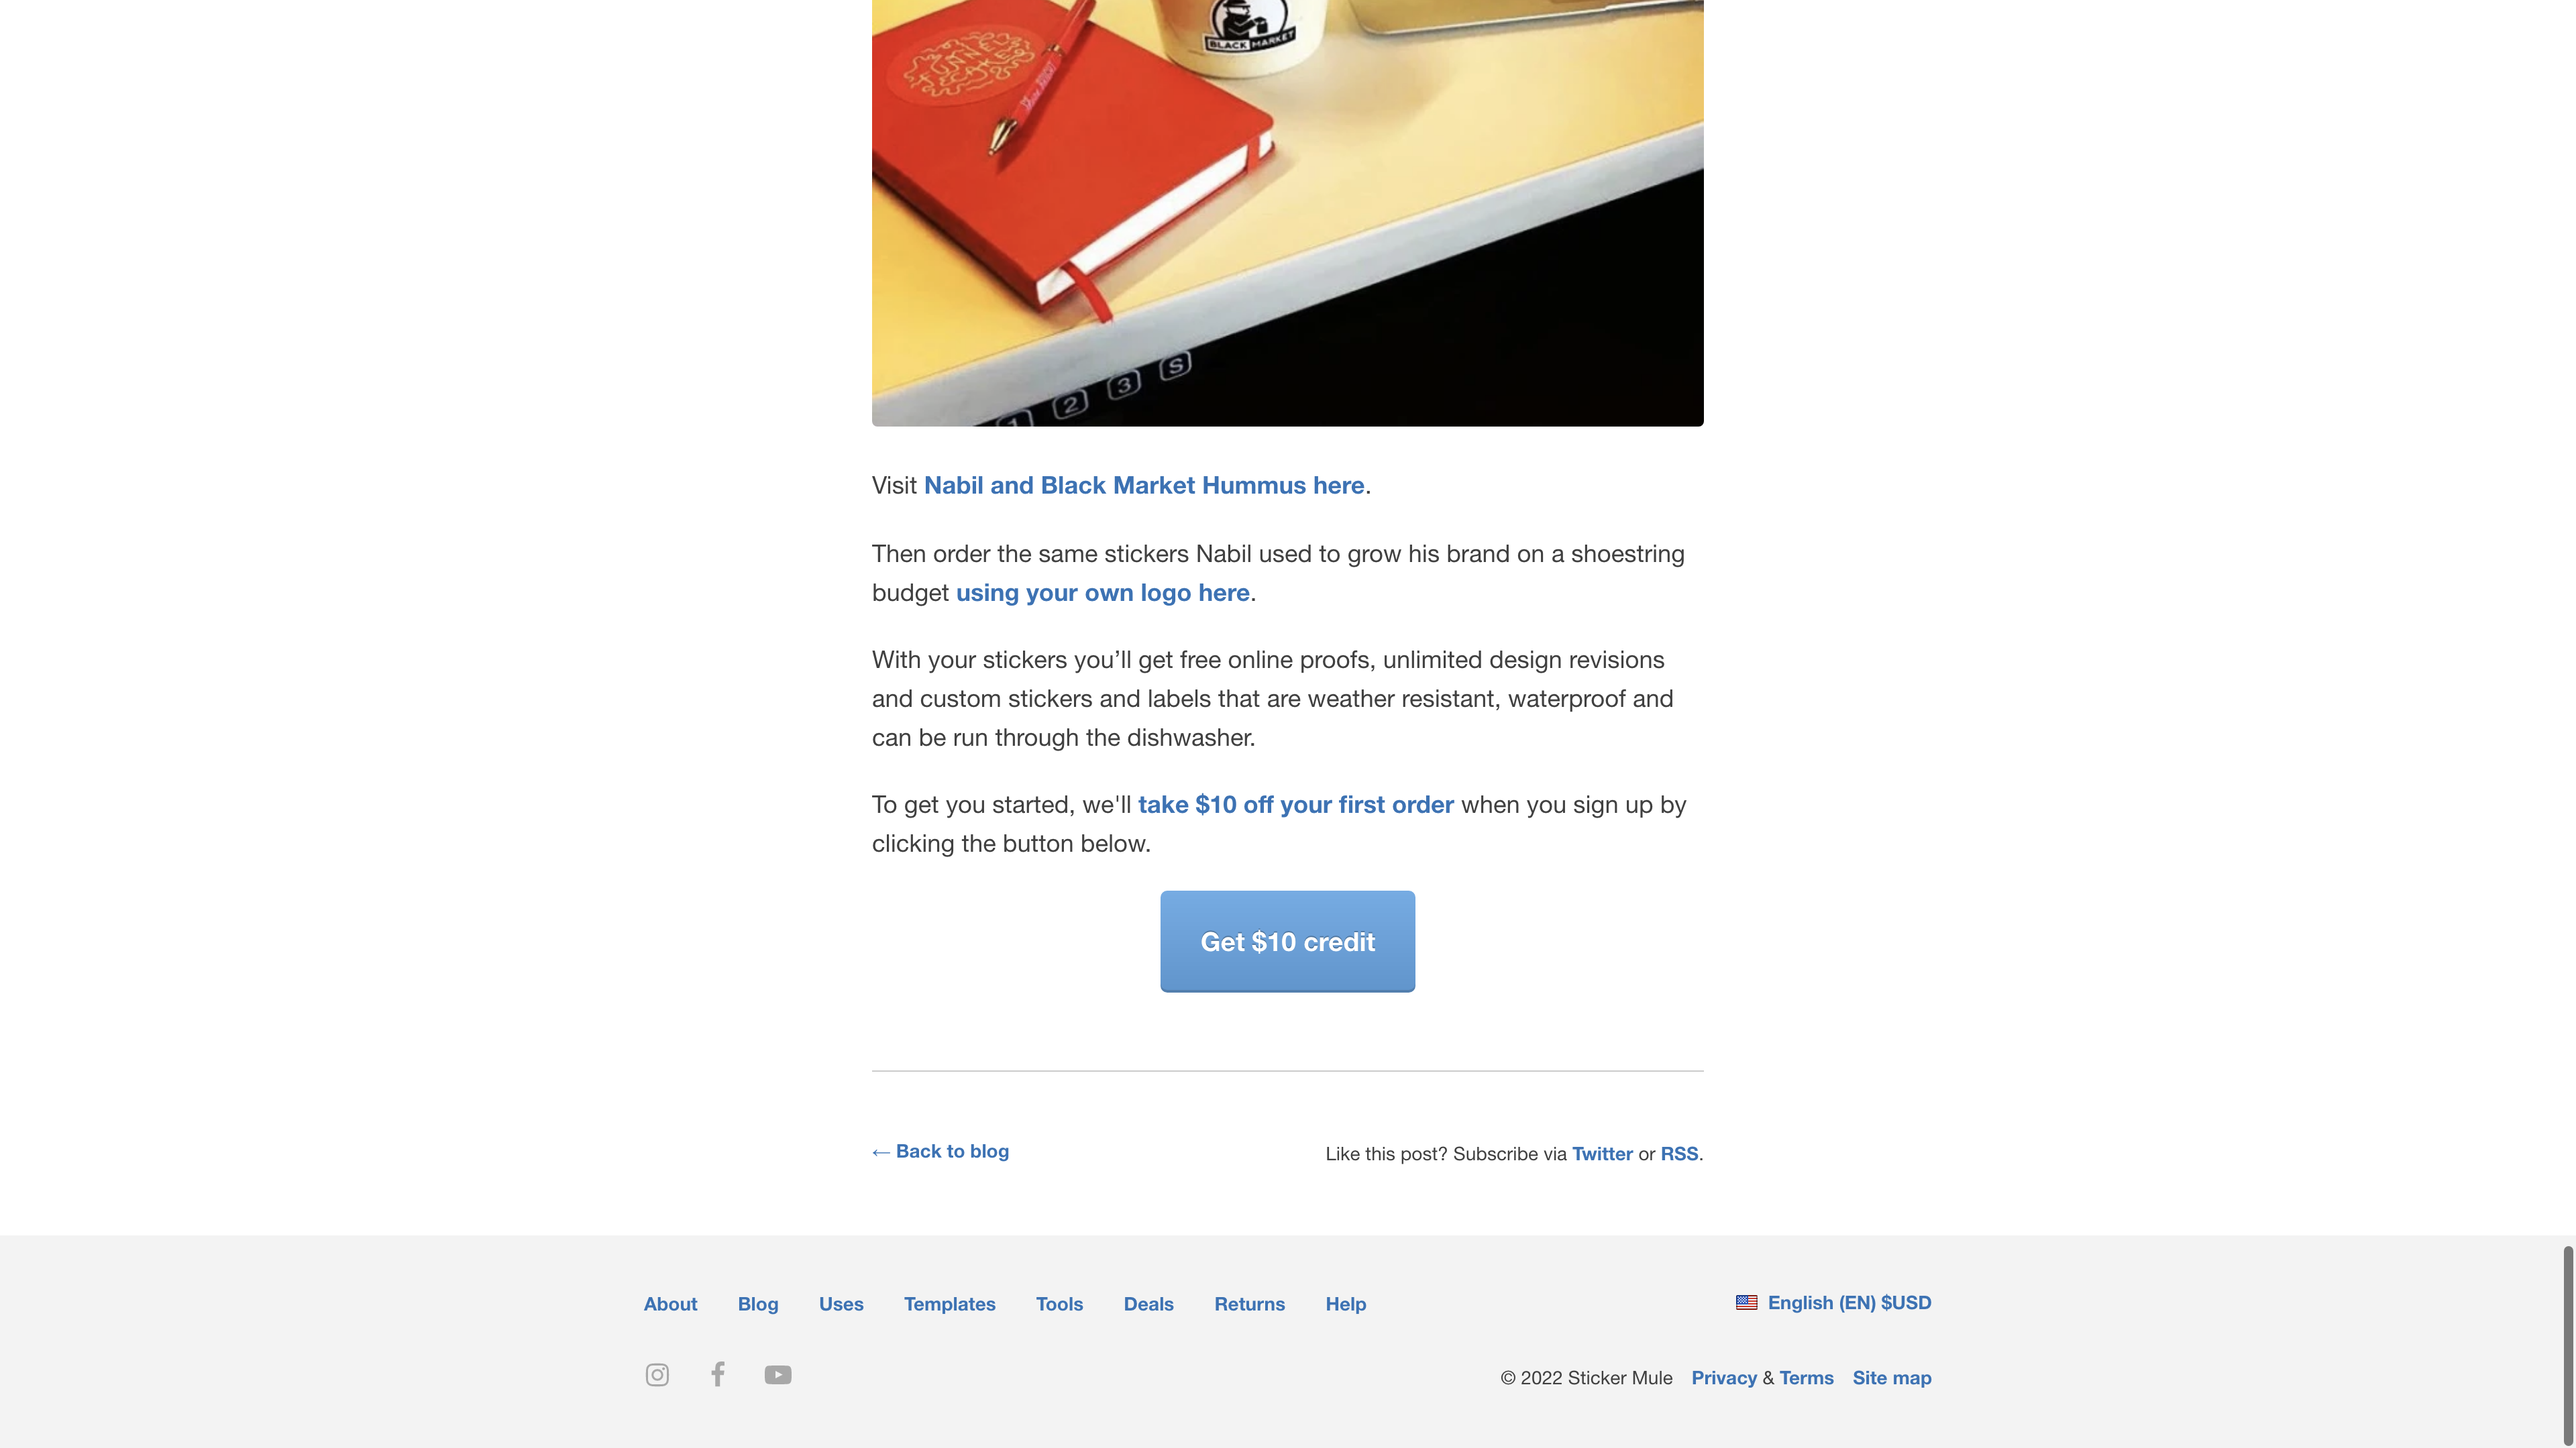 FUNNEL
CAKES
BLACK MARKET
1 2 3 S
Visit Nabil and Black Market Hummus here.
Then order the same stickers Nabil used to grow his brand on a shoestring
budget using your own logo here.
With your stickers you’ll get free online proofs, unlimited design revisions
and custom stickers and labels that are weather resistant, waterproof and
can be run through the dishwasher.
To get you started, we'll take $10 off your first order when you sign up by
clicking the button below.
Get $10 credit
← Back to blog
Like this post? Subscribe via Twitter or RSS.
About Blog Uses Templates Tools Deals Returns Help
English (EN) $USD
© 2022 Sticker Mule Privacy & Terms Site map